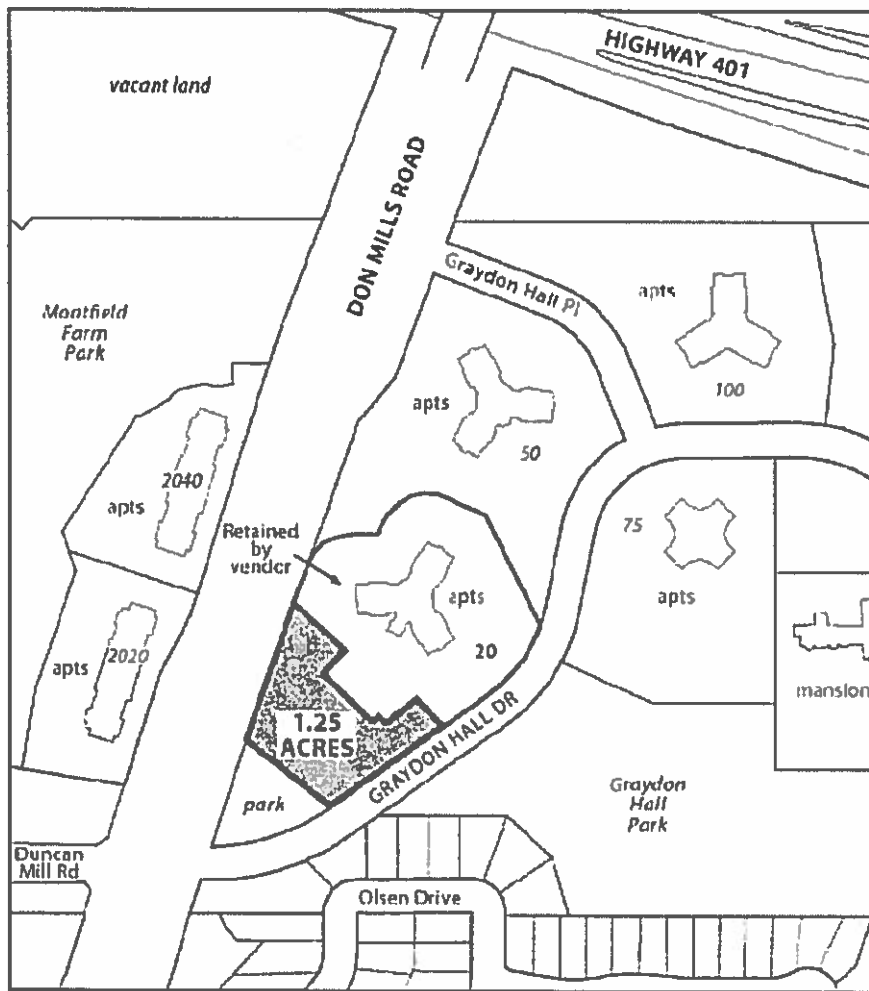 HIGHWAY 401
vacant land
DON MILLS ROAD
Graydon Hall Pl
apts
100
Moatfield
Farm
Park
apts
50
2040
apts
Retained
by
vendor
75
apts
apts
20
apts
2020
mansion
1.25
ACRES
GRAYDON HALL DR
park
Graydon
Hall
Park
Duncan
Mill Rd
Olsen Drive